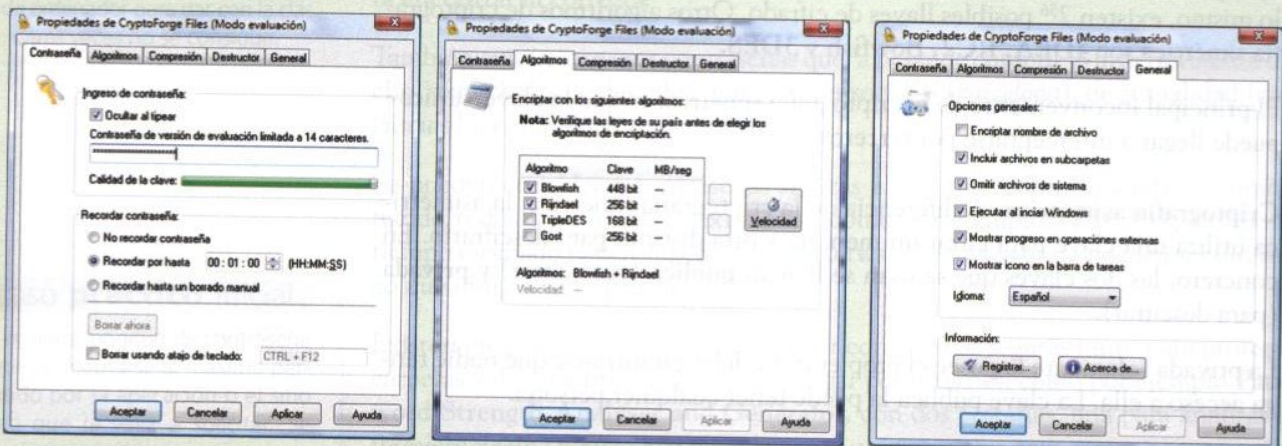 Propiedades de CryptoForge Files (Modo evaluación)
Contraseña Algoritmos Compresión Destructor General
Ingreso de contraseña:
Ocultar al tipear
Contraseña de versión de evaluación limitada a 14 caracteres.
Calidad de la clave:
Recordar contraseña:
No recordar contraseña
Recordar por hasta 00:01:00 (HH:MM:SS)
Recordar hasta un borrado manual
Borrar ahora
Borrar usando atajo de teclado: CTRL + F12
Aceptar Cancelar Aplicar Ayuda
Propiedades de CryptoForge Files (Modo evaluación)
Contraseña Algoritmos Compresión Destructor General
Encriptar con los siguientes algoritmos:
Nota: Verifique las leyes de su país antes de elegir los
algoritmos de encriptación.
Algoritmo Clave MB/seg
Blowfish 448 bit --
Rijndael 256 bit --
TripleDES 168 bit --
Gost 256 bit --
Velocidad
Algoritmos: Blowfish + Rijndael
Velocidad: --
Aceptar Cancelar Aplicar Ayuda
Propiedades de CryptoForge Files (Modo evaluación)
Contraseña Algoritmos Compresión Destructor General
Opciones generales:
Encriptar nombre de archivo
Incluir archivos en subcarpetas
Omitir archivos de sistema
Ejecutar al inciar Windows
Mostrar progreso en operaciones extensas
Mostrar icono en la barra de tareas
Idioma: Español
Información:
Registrar... Acerca de...
Aceptar Cancelar Aplicar Ayuda